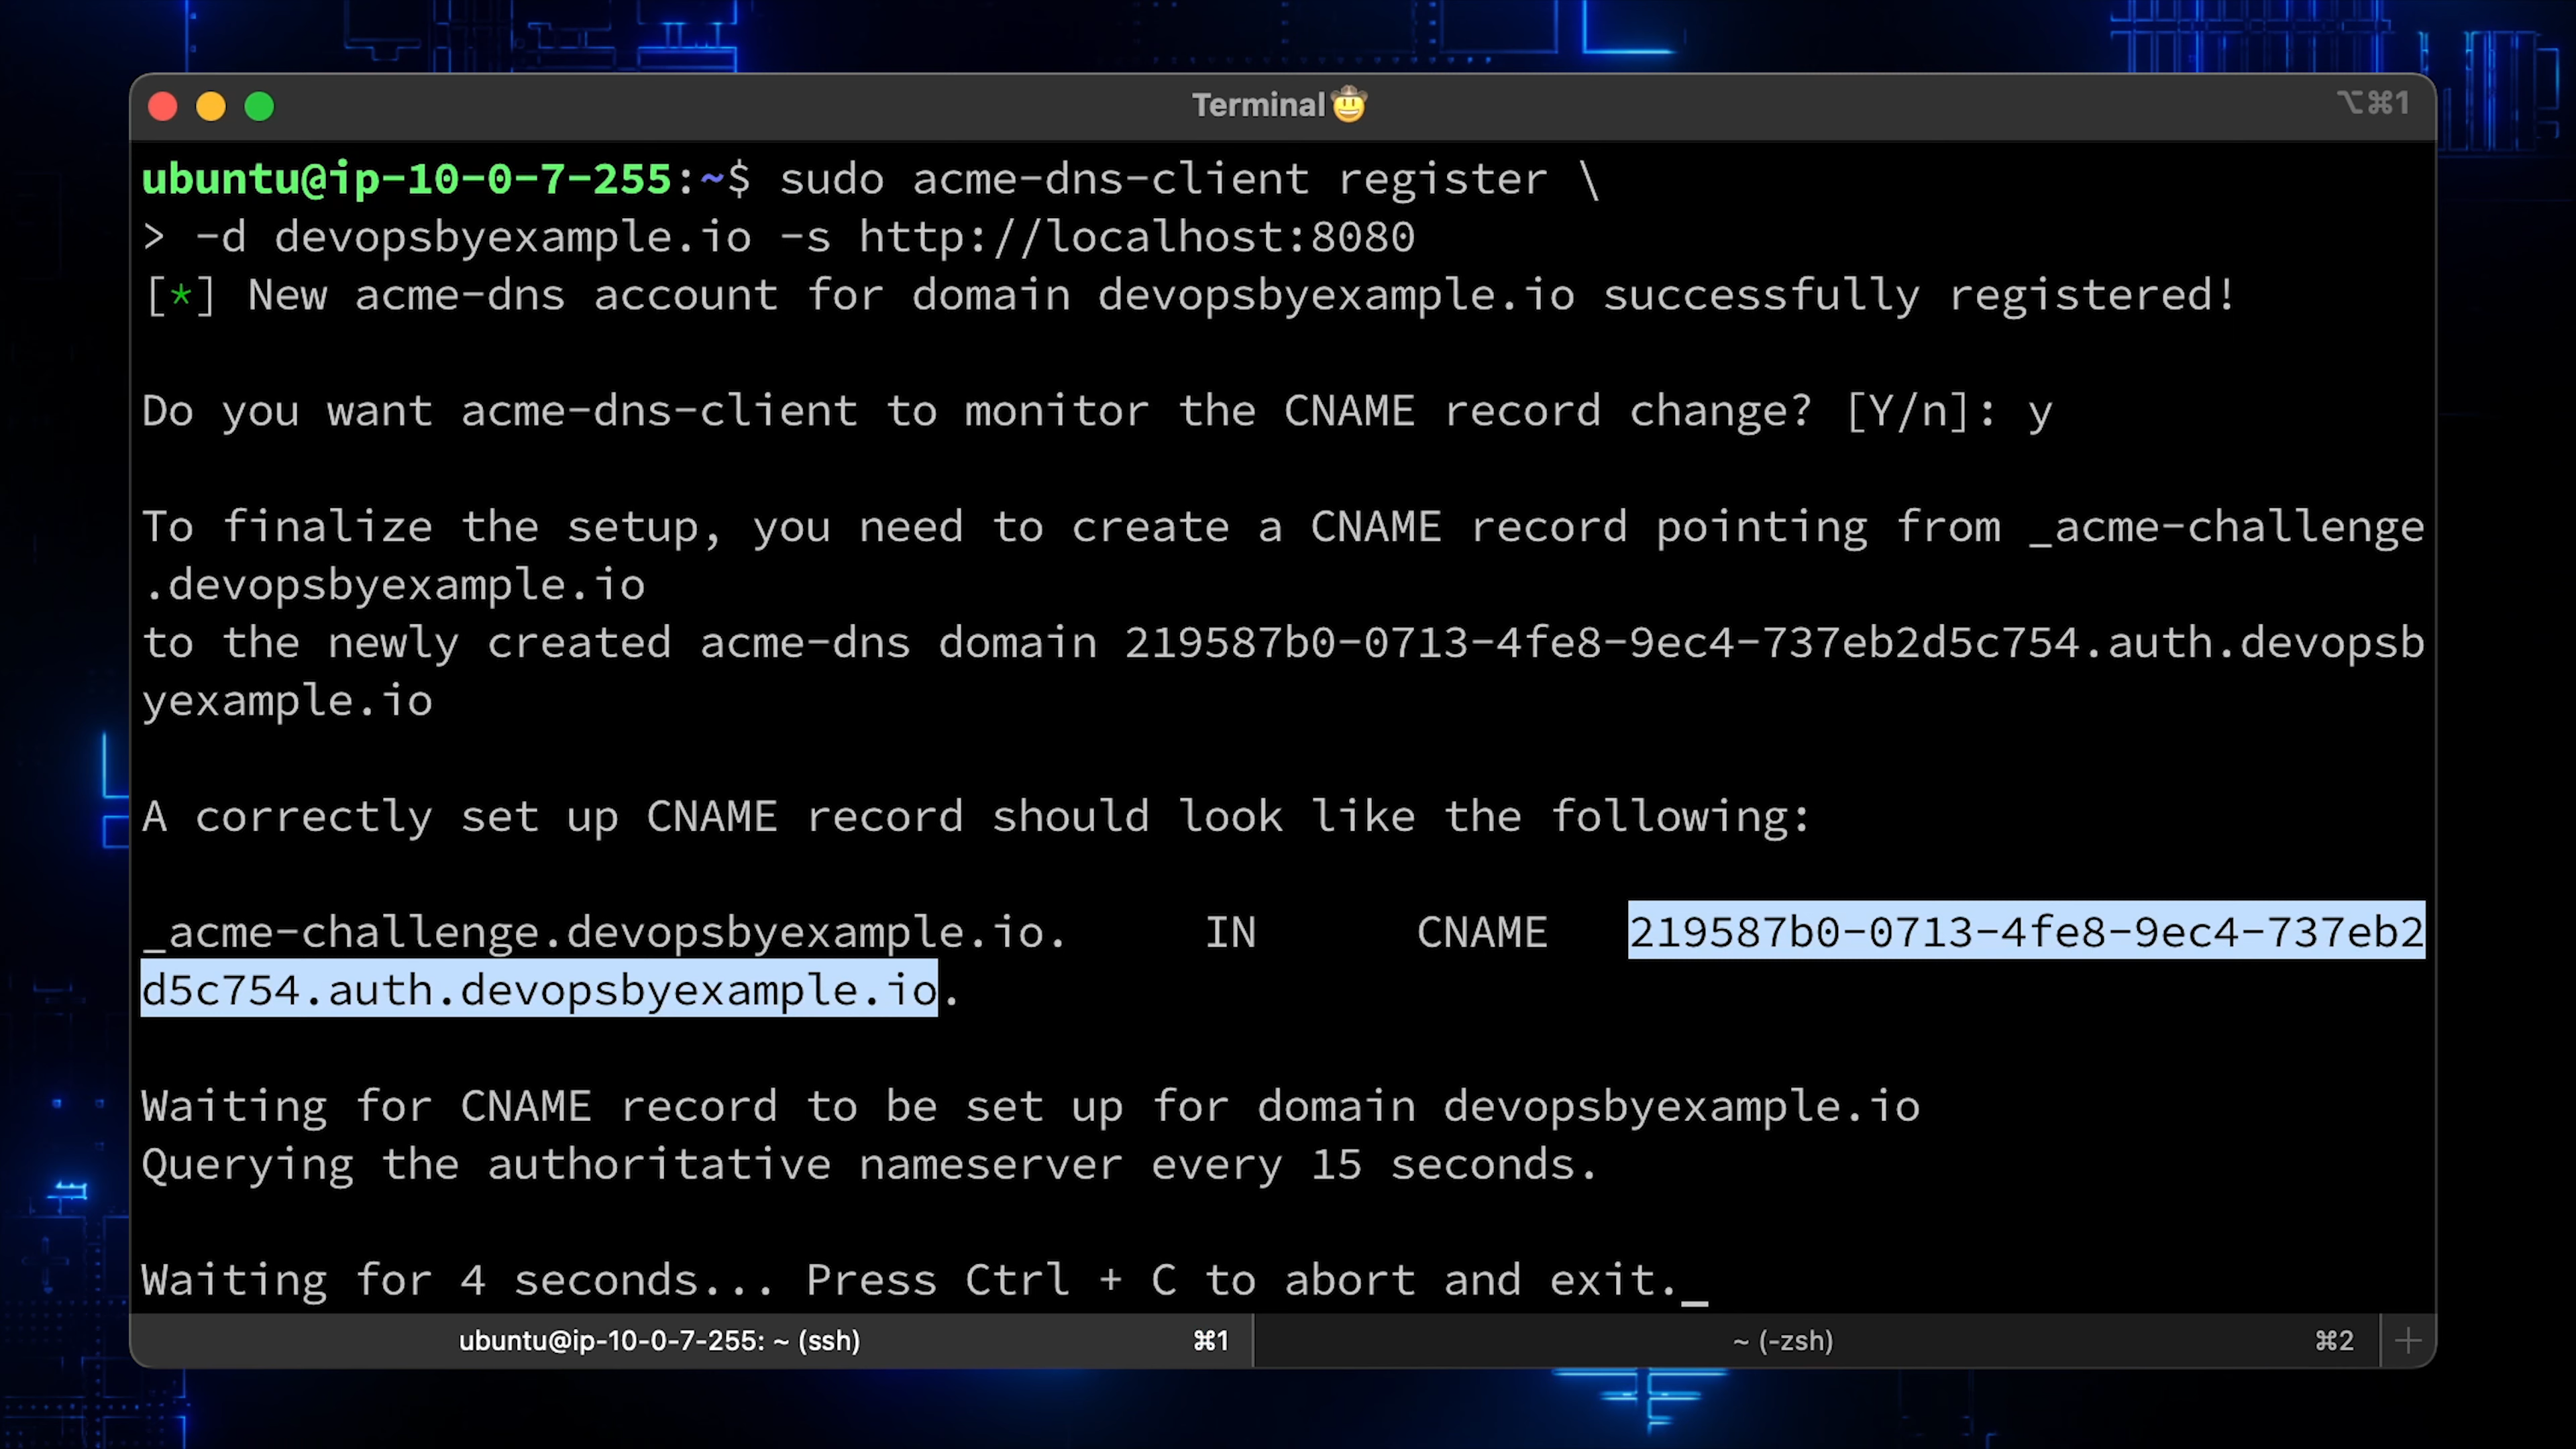 Terminal🤠
⌥⌘1
ubuntu@ip-10-0-7-255:~$ sudo acme-dns-client register \
> -d devopsbyexample.io -s http://localhost:8080
[*] New acme-dns account for domain devopsbyexample.io successfully registered!
Do you want acme-dns-client to monitor the CNAME record change? [Y/n]: y
To finalize the setup, you need to create a CNAME record pointing from _acme-challenge
.devopsbyexample.io
to the newly created acme-dns domain 219587b0-0713-4fe8-9ec4-737eb2d5c754.auth.devopsb
yexample.io
A correctly set up CNAME record should look like the following:
_acme-challenge.devopsbyexample.io. IN CNAME 219587b0-0713-4fe8-9ec4-737eb2
d5c754.auth.devopsbyexample.io.
Waiting for CNAME record to be set up for domain devopsbyexample.io
Querying the authoritative nameserver every 15 seconds.
Waiting for 4 seconds... Press Ctrl + C to abort and exit._
ubuntu@ip-10-0-7-255: ~ (ssh) ⌘1
~ (-zsh) ⌘2 +